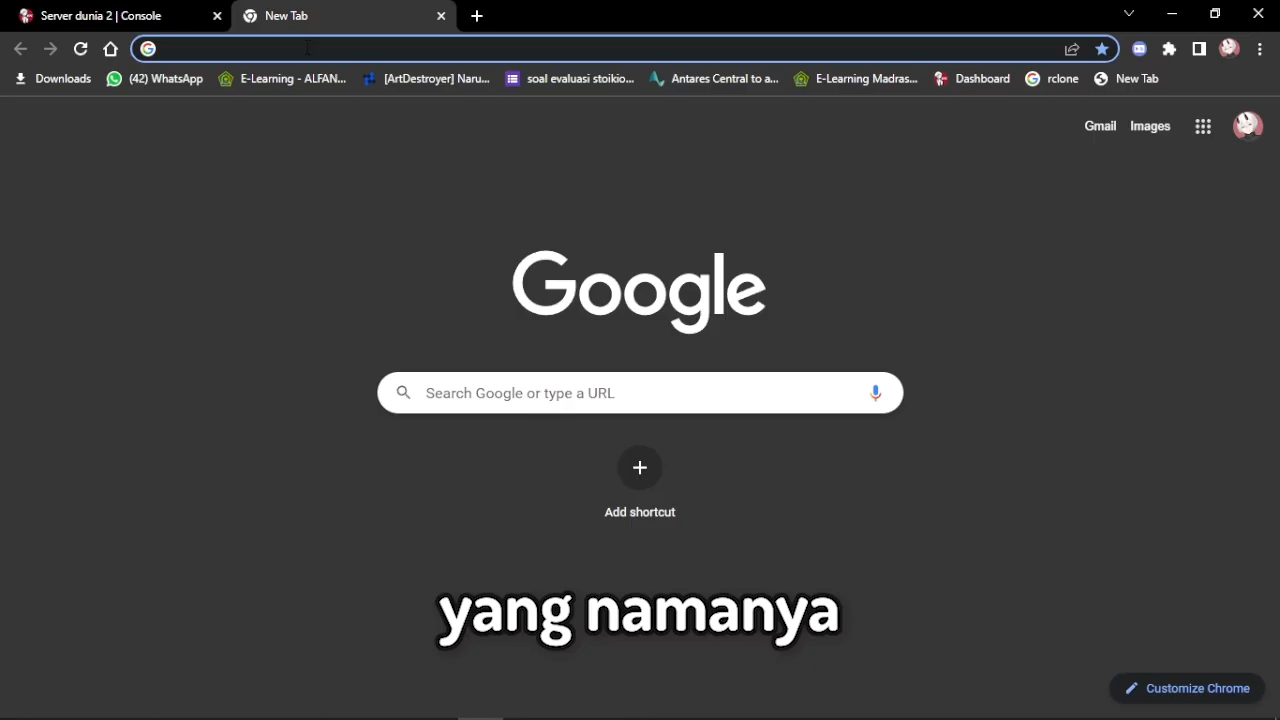 Server dunia 2 | Console
New Tab
Downloads
(42) WhatsApp
E-Learning - ALFAN...
[ArtDestroyer] Naru...
soal evaluasi stoikio...
Antares Central to a...
E-Learning Madras...
Dashboard
rclone
New Tab
Gmail
Images
Google
Search Google or type a URL
Add shortcut
yang namanya
Customize Chrome